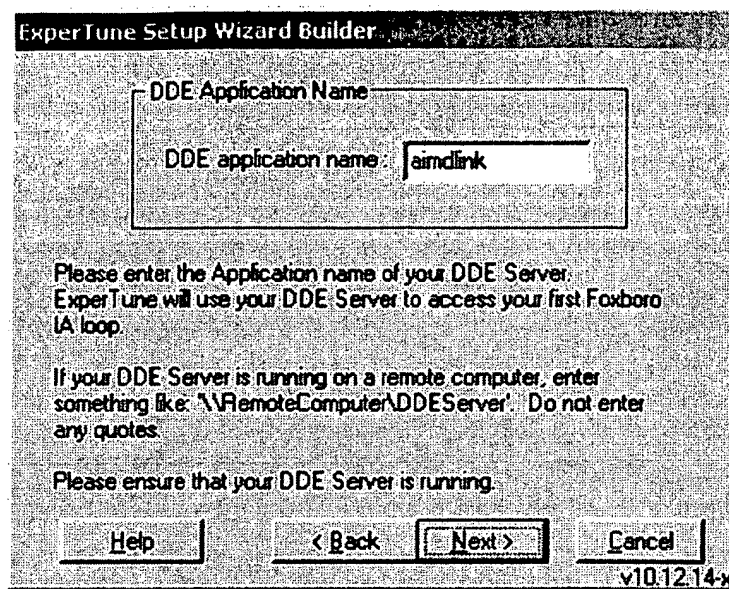 ExperTune Setup Wizard Builder
DDE Application Name
DDE application name: aimdlink
Please enter the Application name of your DDE Server.
ExperTune will use your DDE Server to access your first Foxboro
IA loop.
If your DDE Server is running on a remote computer, enter
something like: '\\RemoteComputer\DDEServer'. Do not enter
any quotes.
Please ensure that your DDE Server is running.
Help < Back Next > Cancel
v10.12.14-x